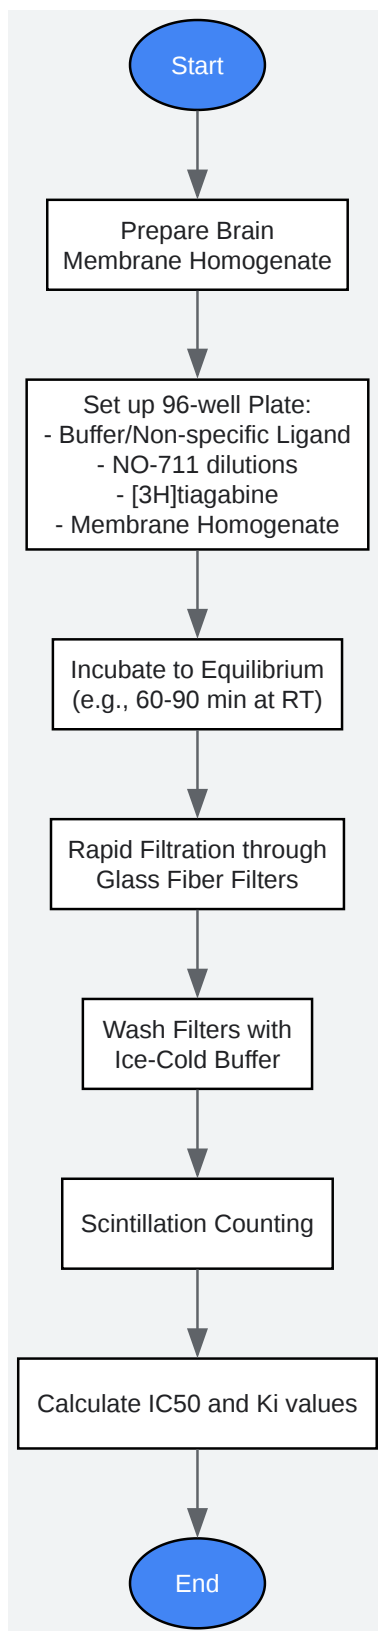 Start
Prepare Brain
Membrane Homogenate
Set up 96-well Plate:
- Buffer/Non-specific Ligand
- NO-711 dilutions
- [3H]tiagabine
- Membrane Homogenate
Incubate to Equilibrium
(e.g., 60-90 min at RT)
Rapid Filtration through
Glass Fiber Filters
Wash Filters with
Ice-Cold Buffer
Scintillation Counting
Calculate IC50 and Ki values
End